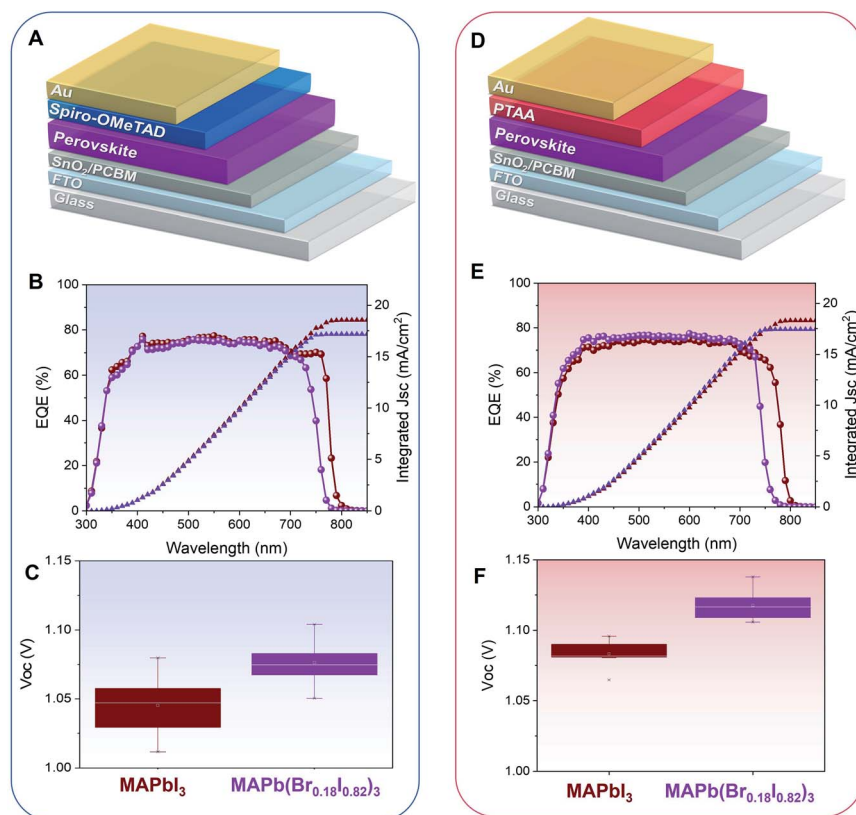 A
Au
Spiro-OMeTAD
Perovskite
SnO₂/PCBM
FTO
Glass
B
EQE (%)
100
80
60
40
20
0
20
15
10
5
0
Integrated Jsc (mA/cm²)
300 400 500 600 700 800
Wavelength (nm)
C
Voc (V)
1.15
1.10
1.05
1.00
MAPbI₃ MAPb(Br₀.₁₈I₀.₈₂)₃
D
Au
PTAA
Perovskite
SnO₂/PCBM
FTO
Glass
E
EQE (%)
100
80
60
40
20
0
20
15
10
5
0
Integrated Jsc (mA/cm²)
300 400 500 600 700 800
Wavelength (nm)
F
Voc (V)
1.15
1.10
1.05
1.00
MAPbI₃ MAPb(Br₀.₁₈I₀.₈₂)₃